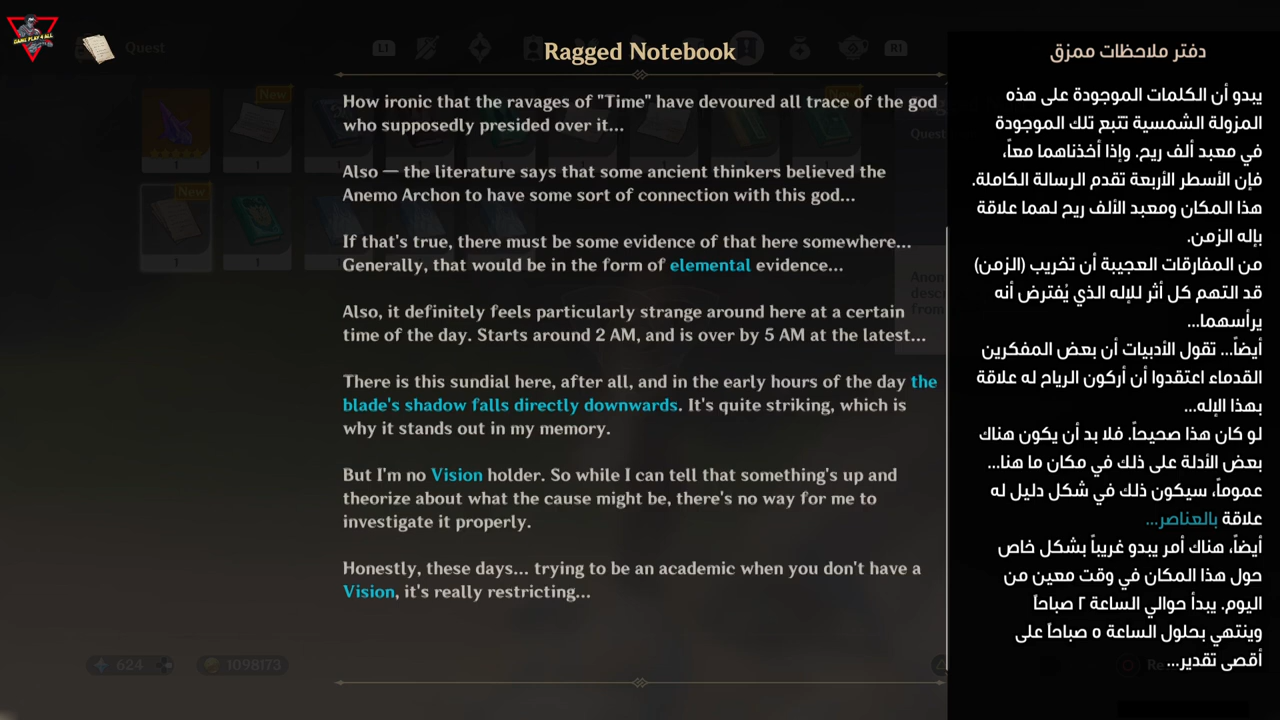 GAME PLAY 4 ALL
Quest
L1
R1
Ragged Notebook
How ironic that the ravages of "Time" have devoured all trace of the god
who supposedly presided over it...
Also — the literature says that some ancient thinkers believed the
Anemo Archon to have some sort of connection with this god...
If that's true, there must be some evidence of that here somewhere...
Generally, that would be in the form of elemental evidence...
Also, it definitely feels particularly strange around here at a certain
time of the day. Starts around 2 AM, and is over by 5 AM at the latest...
There is this sundial here, after all, and in the early hours of the day the
blade's shadow falls directly downwards. It's quite striking, which is
why it stands out in my memory.
But I'm no Vision holder. So while I can tell that something's up and
theorize about what the cause might be, there's no way for me to
investigate it properly.
Honestly, these days... trying to be an academic when you don't have a
Vision, it's really restricting...
New
New
1
1
1
1
624
1098173
دفتر ملاحظات ممزق
يبدو أن الكلمات الموجودة على هذه
المزولة الشمسية تتبع تلك الموجودة
في معبد ألف ريح. وإذا أخذناهما معاً،
فإن الأسطر الأربعة تقدم الرسالة الكاملة.
هذا المكان ومعبد الألف ريح لهما علاقة
بإله الزمن.
من المفارقات العجيبة أن تخريب (الزمن)
قد التهم كل أثر للإله الذي يُفترض أنه
يرأسهما...
أيضاً... تقول الأدبيات أن بعض المفكرين
القدماء اعتقدوا أن أركون الرياح له علاقة
بهذا الإله...
لو كان هذا صحيحاً. فلا بد أن يكون هناك
بعض الأدلة على ذلك في مكان ما هنا...
عموماً، سيكون ذلك في شكل دليل له
علاقة بالعناصر...
أيضاً، هناك أمر يبدو غريباً بشكل خاص
حول هذا المكان في وقت معين من
اليوم. يبدأ حوالي الساعة ٢ صباحاً
وينتهي بحلول الساعة ٥ صباحاً على
أقصى تقدير...